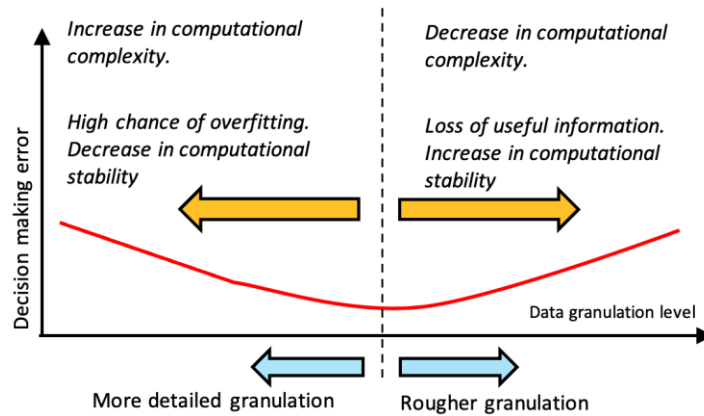 Increase in computational
complexity.
High chance of overfitting.
Decrease in computational
stability
Decrease in computational
complexity.
Loss of useful information.
Increase in computational
stability
Decision making error
Data granulation level
More detailed granulation
Rougher granulation